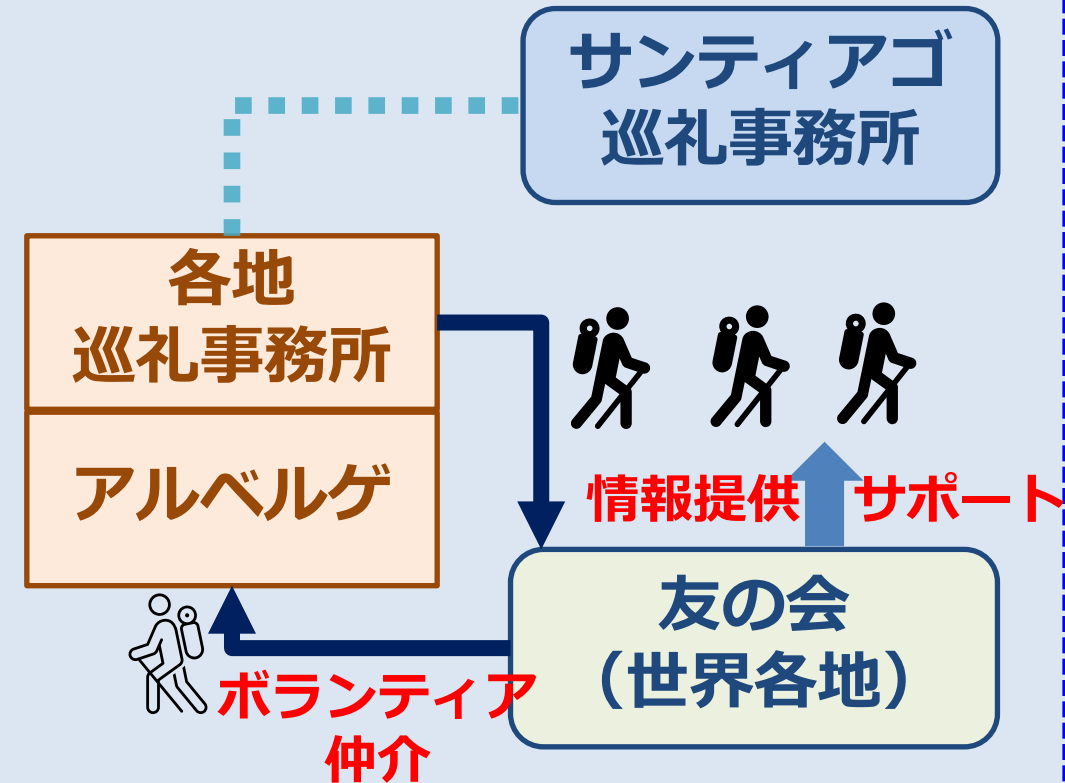 サンティアゴ
巡礼事務所
各地
巡礼事務所
アルベルゲ
情報提供
サポート
友の会
（世界各地）
ボランティア
仲介